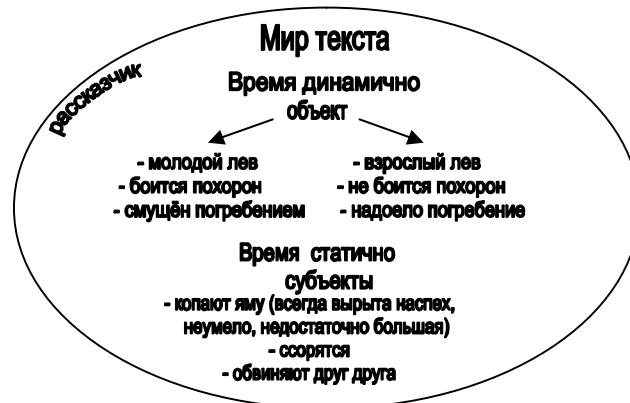 Мир текста
рассказчик
Время динамично
объект
- молодой лев
- боится похорон
- смущён погребением
- взрослый лев
- не боится похорон
- надоело погребение
Время статично
субъекты
- копают яму (всегда вырыта наспех,
неумело, недостаточно большая)
- ссорятся
- обвиняют друг друга